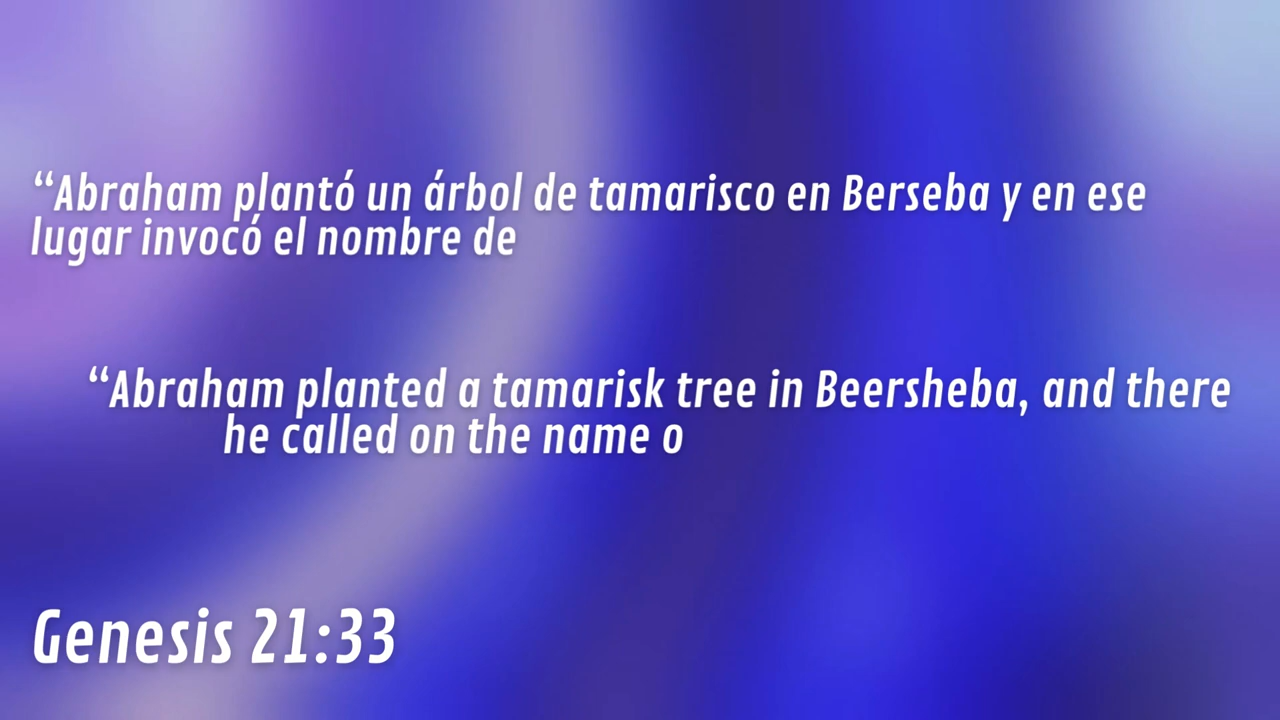 “Abraham plantó un árbol de tamarisco en Berseba y en ese
lugar invocó el nombre de
“Abraham planted a tamarisk tree in Beersheba, and there
he called on the name o
Genesis 21:33